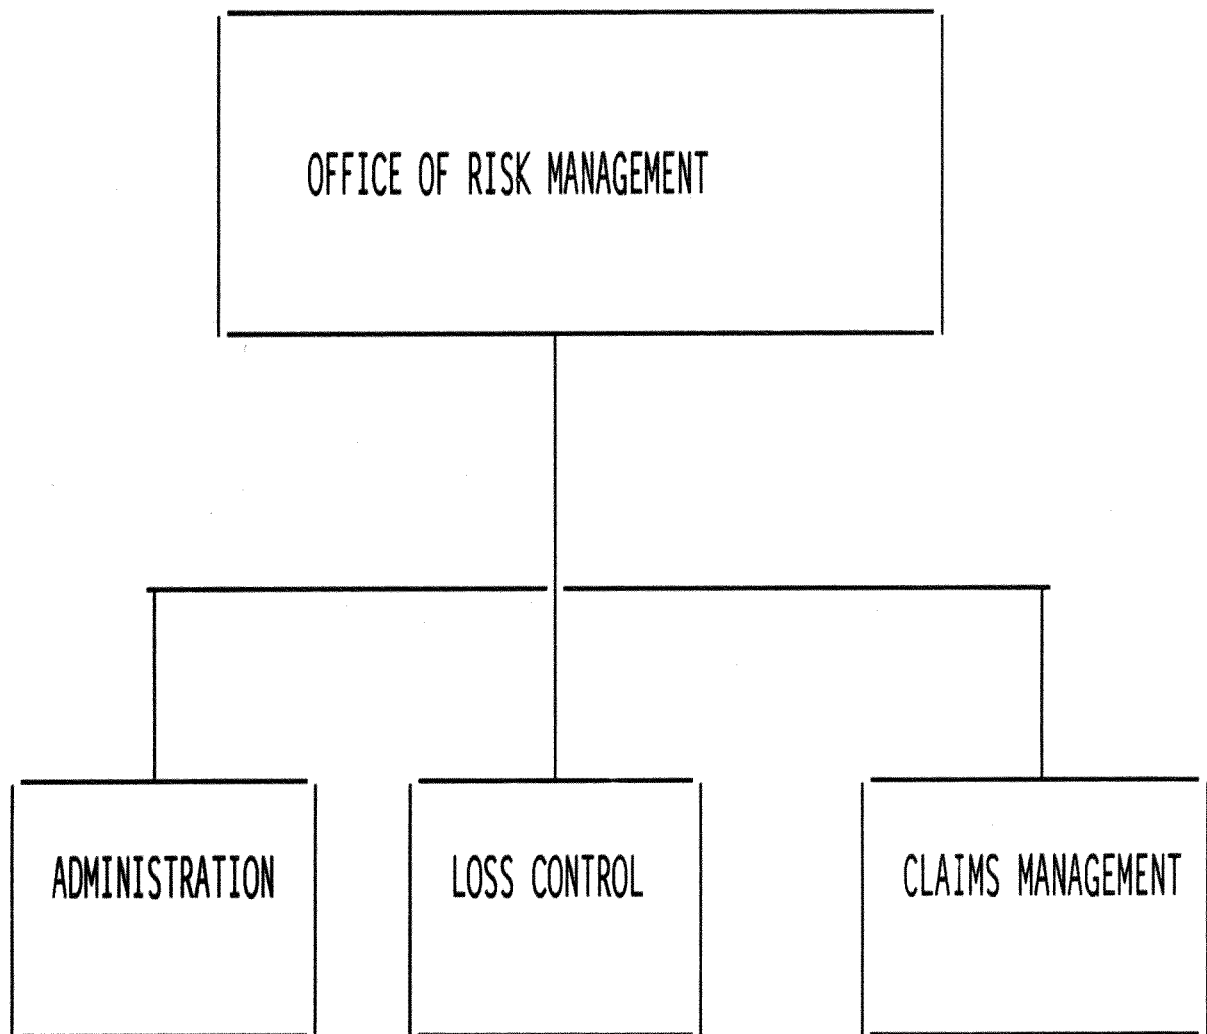 OFFICE OF RISK MANAGEMENT
ADMINISTRATION
LOSS CONTROL
CLAIMS MANAGEMENT